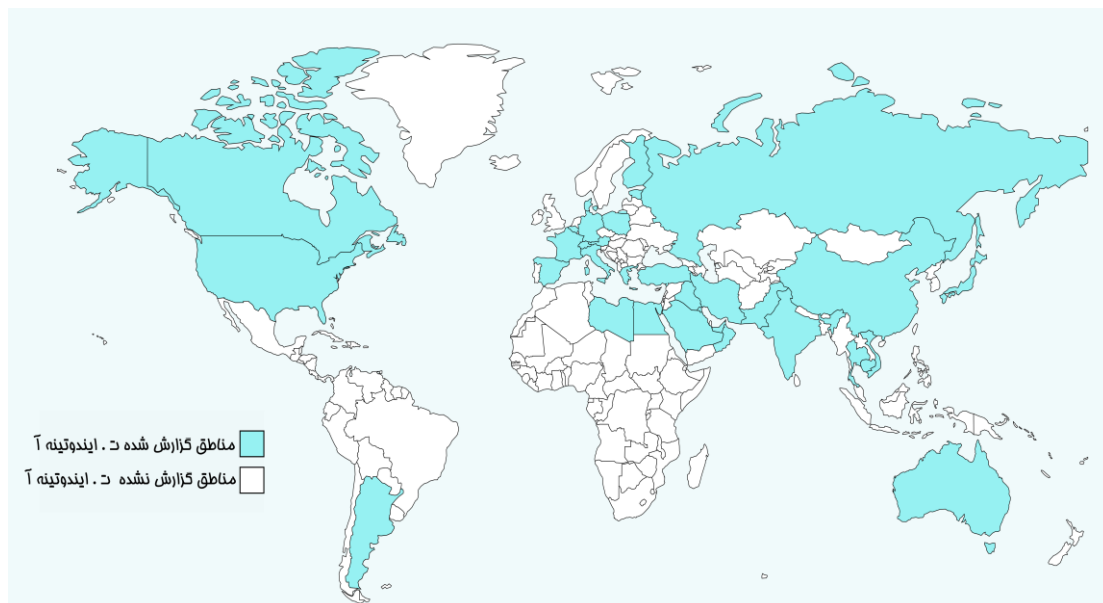 مناطق گزارش شده ت. ایندوتینه آ
مناطق گزارش نشده ت. ایندوتینه آ